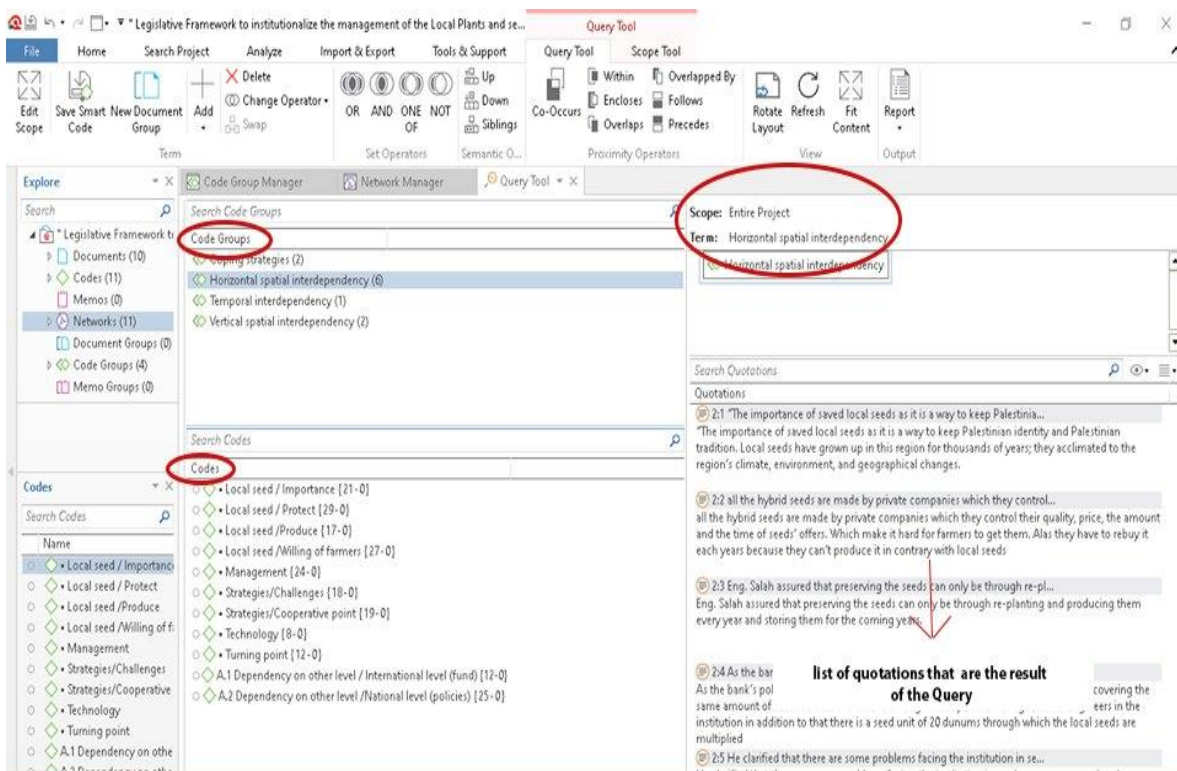 * "Legislative Framework to institutionalize the management of the Local Plants and se...
Query Tool
File Home Search Project Analyze Import & Export Tools & Support Query Tool Scope Tool
Edit Scope
Save Smart Code
New Document Group
Add
Delete
Change Operator
Swap
Term
OR AND ONE OF NOT
Set Operators
Up
Down
Siblings
Semantic O...
Co-Occurs
Within
Encloses
Overlaps
Overlapped By
Follows
Precedes
Proximity Operators
Rotate Layout
Refresh
Fit Content
View
Report
Output
Explore
Search
* "Legislative Framework to
Documents (10)
Codes (11)
Memos (0)
Networks (11)
Document Groups (0)
Code Groups (4)
Memo Groups (0)
Codes
Search Codes
Name
• Local seed / Importance
• Local seed / Protect
• Local seed /Produce
• Local seed /Willing of f
• Management
• Strategies/Challenges
• Strategies/Cooperative
• Technology
• Turning point
A.1 Dependency on othe
Code Group Manager Network Manager Query Tool
Search Code Groups
Code Groups
Coping strategies (2)
Horizontal spatial interdependency (6)
Temporal interdependency (1)
Vertical spatial interdependency (2)
Search Codes
Codes
• Local seed / Importance {21-0}
• Local seed / Protect {29-0}
• Local seed /Produce {17-0}
• Local seed /Willing of farmers {27-0}
• Management {24-0}
• Strategies/Challenges {18-0}
• Strategies/Cooperative point {19-0}
• Technology {8-0}
• Turning point {12-0}
A.1 Dependency on other level / International level (fund) {12-0}
A.2 Dependency on other level /National level (policies) {25-0}
Scope: Entire Project
Term: Horizontal spatial interdependency
Horizontal spatial interdependency
Search Quotations
Quotations
2:1 "The importance of saved local seeds as it is a way to keep Palestinia...
"The importance of saved local seeds as it is a way to keep Palestinian identity and Palestinian
tradition. Local seeds have grown up in this region for thousands of years; they acclimated to the
region's climate, environment, and geographical changes.
2:2 all the hybrid seeds are made by private companies which they control...
all the hybrid seeds are made by private companies which they control their quality, price, the amount
and the time of seeds' offers. Which make it hard for farmers to get them. Alas they have to rebuy it
each years because they can't produce it in contrary with local seeds
2:3 Eng. Salah assured that preserving the seeds can only be through re-pl...
Eng. Salah assured that preserving the seeds can only be through re-planting and producing them
every year and storing them for the coming years.
2:4 As the bar
As the bank's pol covering the
same amount of eers in the
institution in addition to that there is a seed unit of 20 dunums through which the local seeds are
multiplied
list of quotations that are the result
of the Query
2:5 He clarified that there are some problems facing the institution in se...